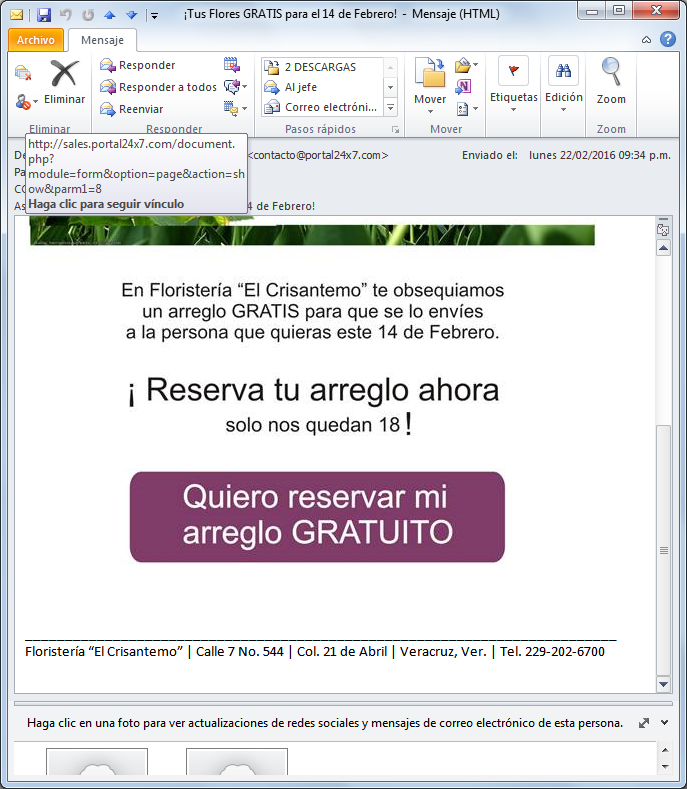 ¡Tus Flores GRATIS para el 14 de Febrero! - Mensaje (HTML)
Archivo
Mensaje
Eliminar
Responder
Responder a todos
Reenviar
2 DESCARGAS
Al jefe
Correo electróni...
Mover
Etiquetas
Edición
Zoom
Eliminar
Responder
Pasos rápidos
Mover
Zoom
http://sales.portal24x7.com/document.
php?
module=form&option=page&action=sh
ow&parm1=8
Haga clic para seguir vínculo
De
<contacto@portal24x7.com>
Enviado el: lunes 22/02/2016 09:34 p.m.
Pa
CC
As
4 de Febrero!
En Floristería “El Crisantemo” te obsequiamos
un arreglo GRATIS para que se lo envíes
a la persona que quieras este 14 de Febrero.
¡ Reserva tu arreglo ahora
solo nos quedan 18 !
Quiero reservar mi
arreglo GRATUITO
Floristería “El Crisantemo” | Calle 7 No. 544 | Col. 21 de Abril | Veracruz, Ver. | Tel. 229-202-6700
Haga clic en una foto para ver actualizaciones de redes sociales y mensajes de correo electrónico de esta persona.